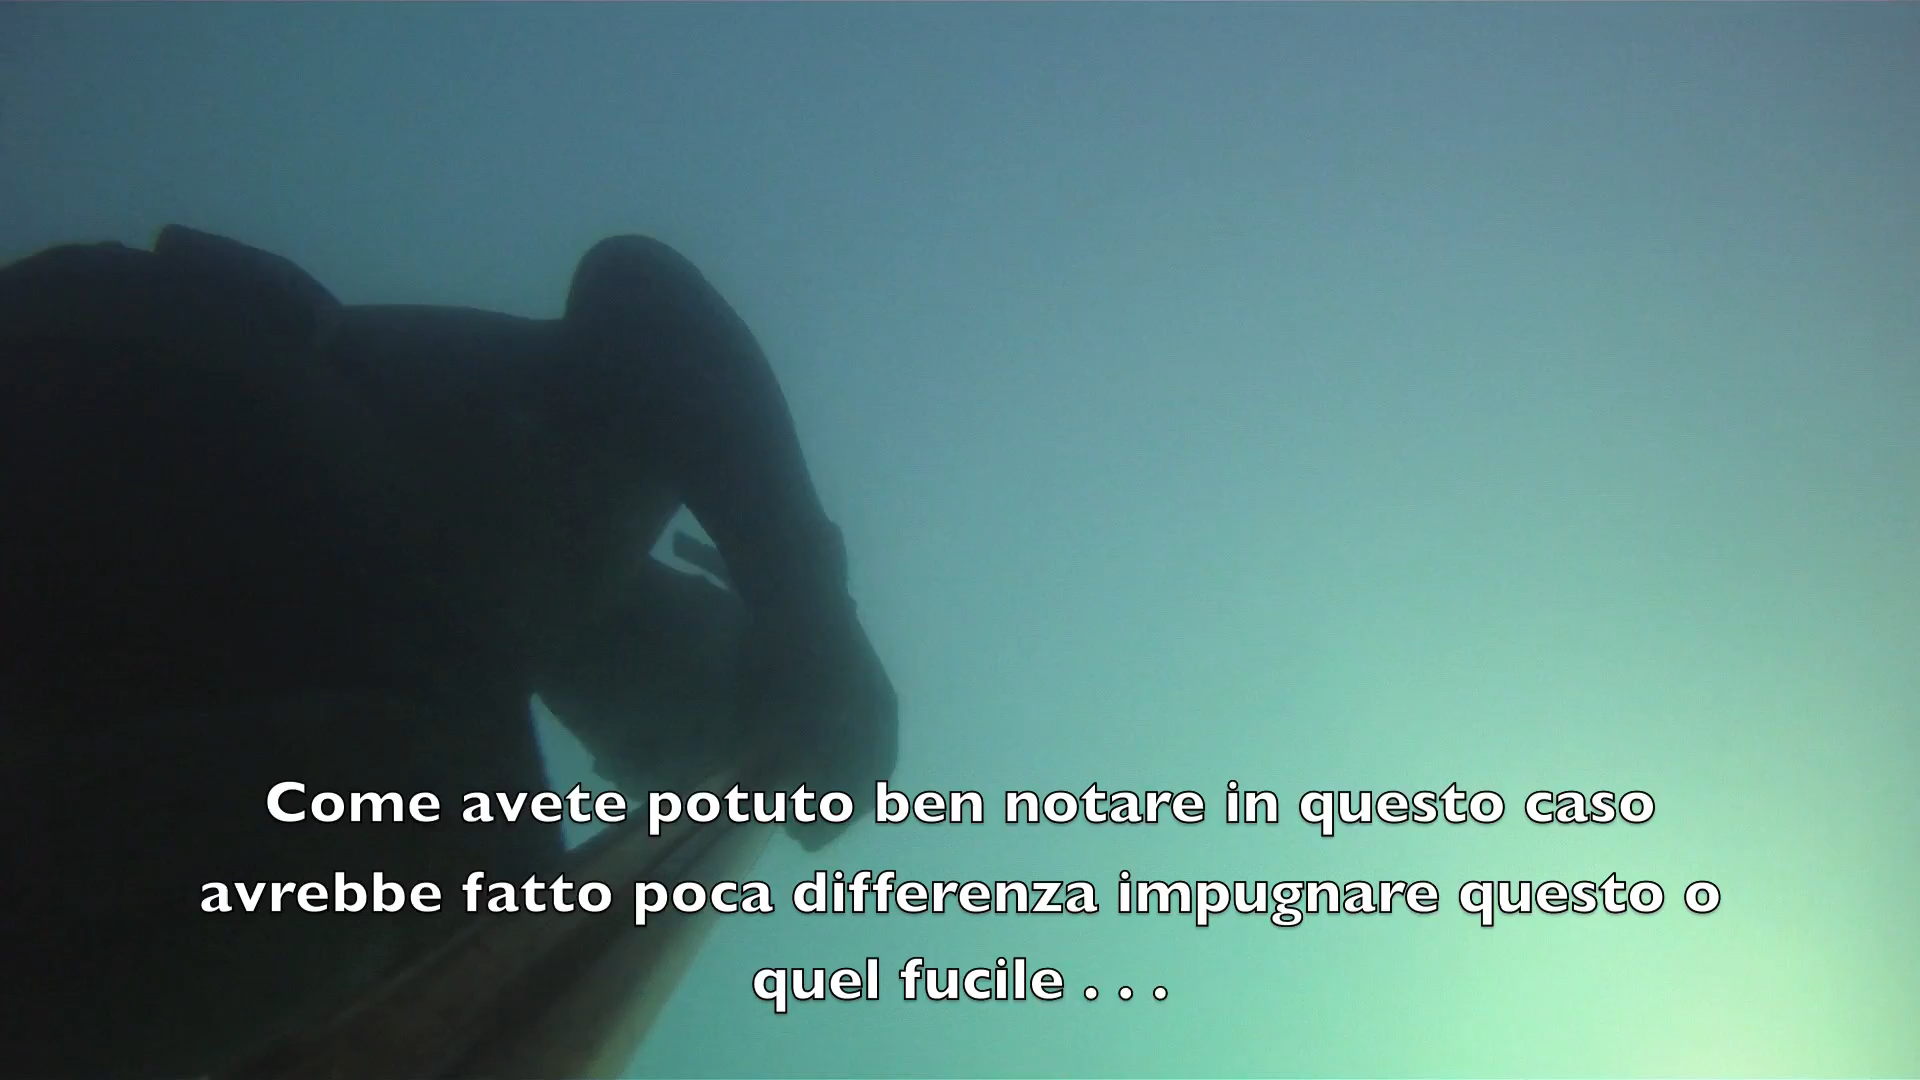 Come avete potuto ben notare in questo caso
avrebbe fatto poca differenza impugnare questo o
quel fucile . . .